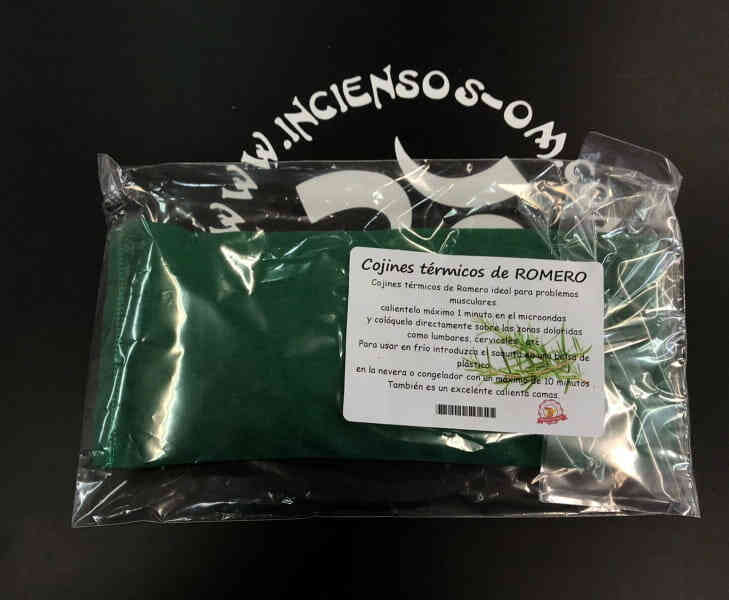 WWW.INCIENSOS-OM.
Cojines térmicos de ROMERO
Cojines térmicos de Romero ideal para problemas
musculares
calientelo máximo 1 minuto en el microondas
y colóquelo directamente sobre las zonas doloridas
como lumbares, cervicales, etc
Para usar en frío introduzca el saquito en una bolsa de
plástico
en la nevera o congelador con un máximo de 10 minutos
También es un excelente calienta camas